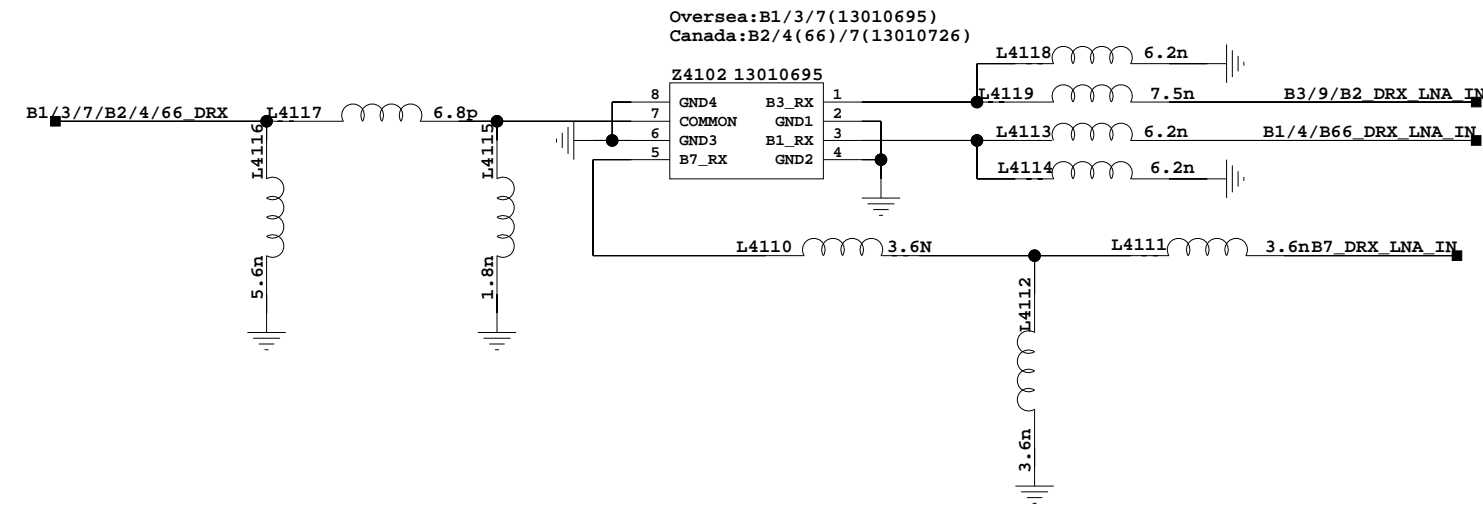 Oversea:B1/3/7(13010695)
Canada:B2/4(66)/7(13010726)
L4118 6.2n
Z4102 13010695
B1/3/7/B2/4/66_DRX L4117 6.8p
8 GND4 B3_RX 1
L4119 7.5n B3/9/B2_DRX_LNA_IN
7 COMMON GND1 2
6 GND3 B1_RX 3
L4113 6.2n B1/4/B66_DRX_LNA_IN
5 B7_RX GND2 4
L4114 6.2n
L4116
5.6n
L4115
1.8n
L4110 3.6N
L4111 3.6nB7_DRX_LNA_IN
L4112
3.6n